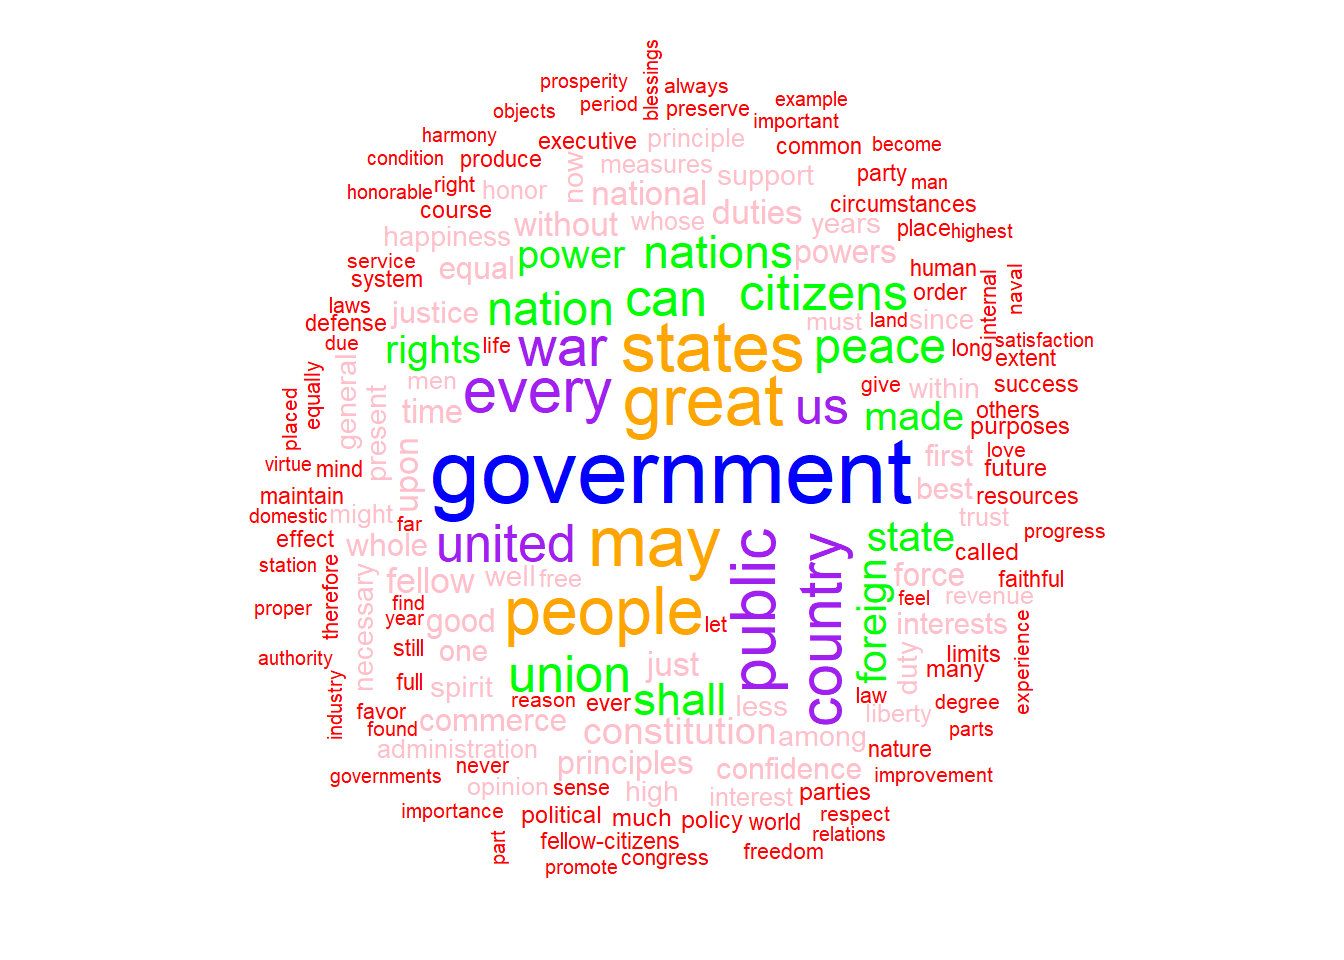 blessings
prosperity
always
objects
period
preserve
example
important
harmony
executive
principle
common
become
condition
produce
now
measures
support
party
man
honorable
right
honor
national
circumstances
course
without
whose
duties
years
place
highest
happiness
power
nations
powers
service
system
equal
human
internal
naval
laws
justice
nation
can
citizens
order
defense
must
land
since
due
rights
life
war
states
peace
long
satisfaction
extent
placed
equally
general
present
men
every
great
us
give
within
success
time
made
others
purposes
virtue
mind
upon
government
first
love
future
maintain
best
resources
domestic
might
far
trust
progress
effect
whole
united
may
public
country
state
called
station
therefore
necessary
fellow
well
free
foreign
force
faithful
proper
find
year
good
people
let
feel
revenue
interests
experience
authority
still
one
just
duty
limits
many
industry
full
spirit
union
shall
less
law
liberty
degree
favor
reason
ever
found
commerce
constitution
among
parts
administration
never
principles
confidence
nature
improvement
governments
opinion
sense
high
interest
parties
importance
political
much
policy
world
respect
part
fellow-citizens
relations
promote
congress
freedom